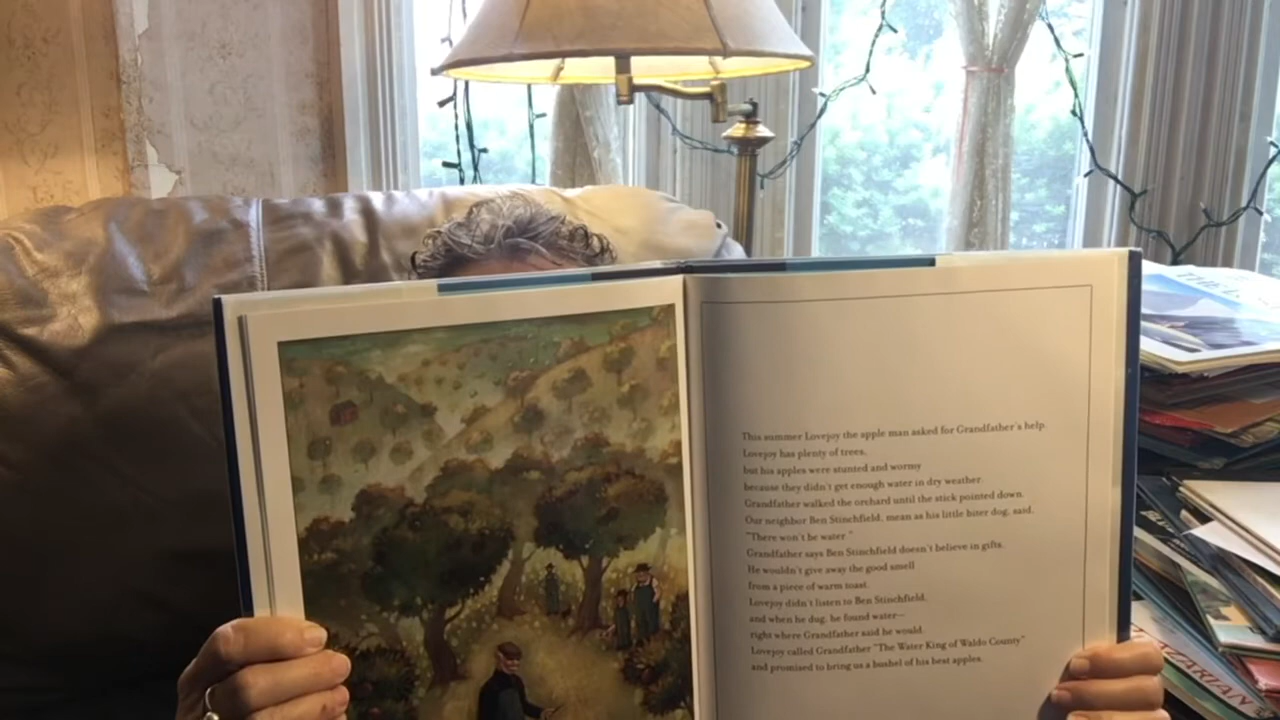 This summer Lovejoy the apple man asked for Grandfather's help.
Lovejoy has plenty of trees,
but his apples were stunted and wormy
because they didn't get enough water in dry weather.
Grandfather walked the orchard until the stick pointed down.
Our neighbor Ben Stinchfield, mean as his little biter dog, said,
"There won't be water."
Grandfather says Ben Stinchfield doesn't believe in gifts.
He wouldn't give away the good smell
from a piece of warm toast.
Lovejoy didn't listen to Ben Stinchfield,
and when he dug, he found water—
right where Grandfather said he would.
Lovejoy called Grandfather "The Water King of Waldo County"
and promised to bring us a bushel of his best apples.